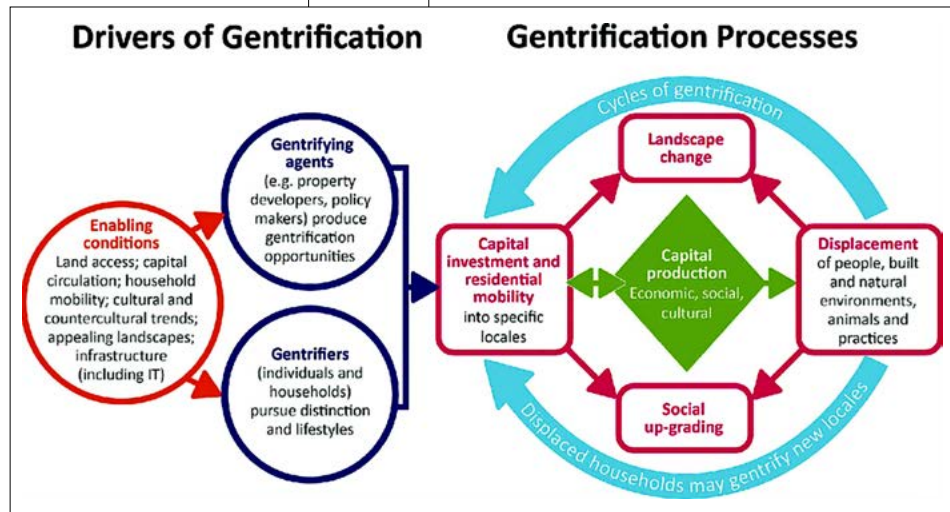 Drivers of Gentrification
Gentrification Processes
Enabling
conditions
Land access; capital
circulation; household
mobility; cultural and
countercultural trends;
appealing landscapes;
infrastructure
(including IT)
Gentrifying
agents
(e.g. property
developers, policy
makers) produce
gentrification
opportunities
Gentrifiers
(individuals and
households)
pursue distinction
and lifestyles
Cycles of gentrification
Landscape
change
Capital
investment and
residential
mobility
into specific
locales
Capital
production
Economic, social,
cultural
Displacement
of people, built
and natural
environments,
animals and
practices
Social
up-grading
Displaced households may gentrify new locales